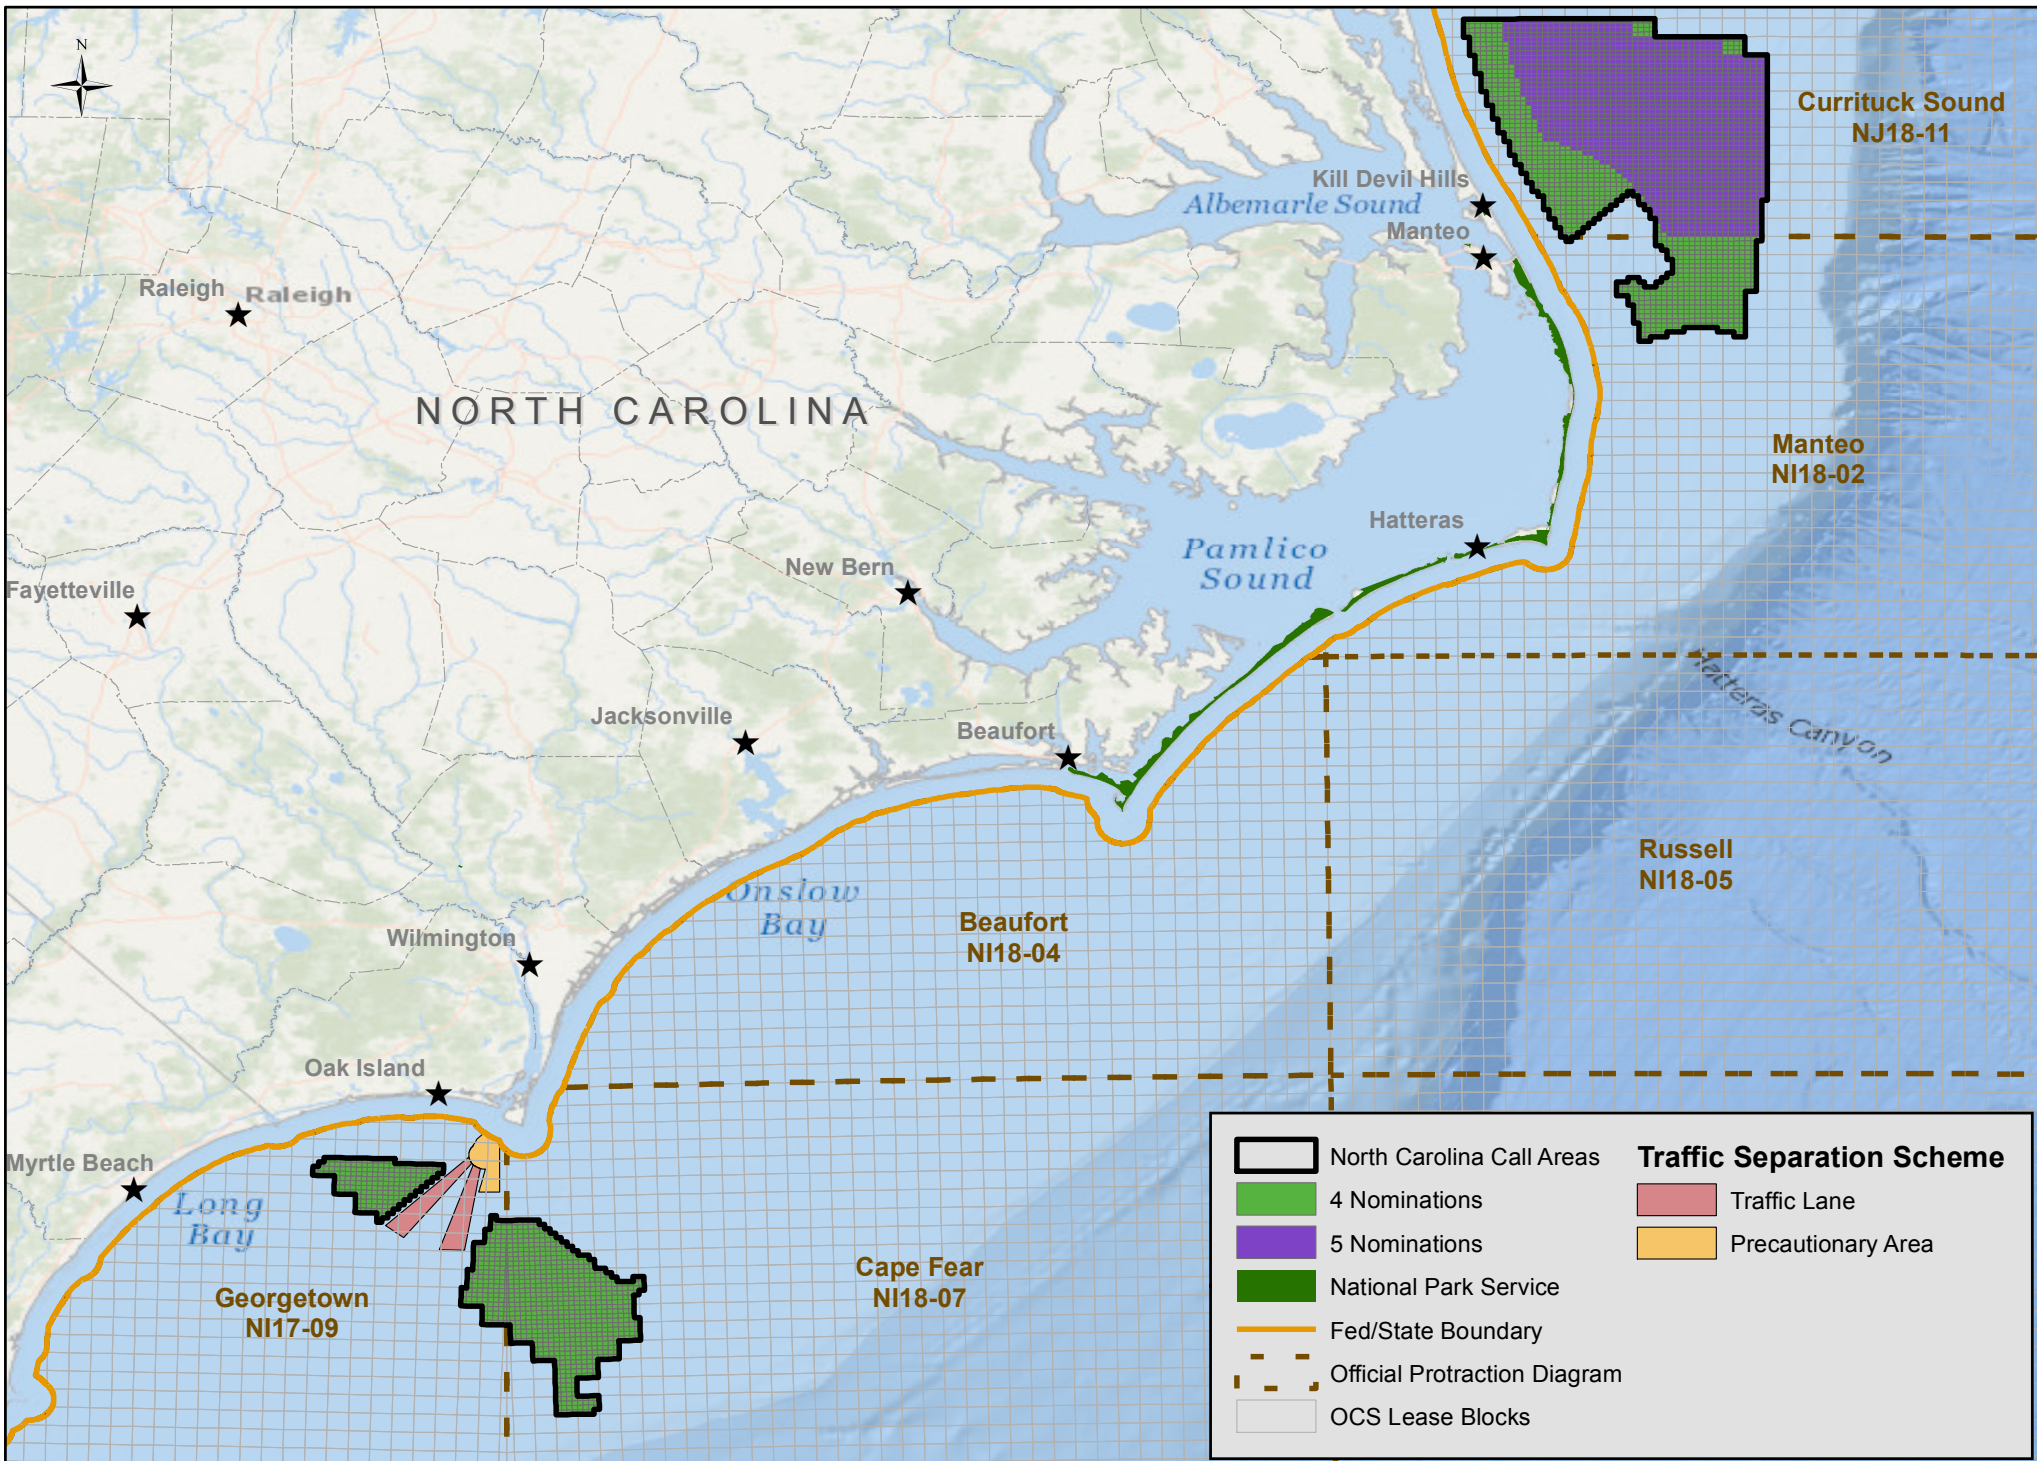 N
Currituck Sound
NJ18-11
Kill Devil Hills
Albemarle Sound
Manteo
Raleigh
Raleigh
NORTH CAROLINA
Manteo
NI18-02
Hatteras
Pamlico
Sound
New Bern
Fayetteville
Hatteras Canyon
Jacksonville
Beaufort
Russell
NI18-05
Onslow
Bay
Beaufort
NI18-04
Wilmington
Oak Island
Myrtle Beach
Long
Bay
Georgetown
NI17-09
Cape Fear
NI18-07
North Carolina Call Areas
4 Nominations
5 Nominations
National Park Service
Fed/State Boundary
Official Protraction Diagram
OCS Lease Blocks
Traffic Separation Scheme
Traffic Lane
Precautionary Area